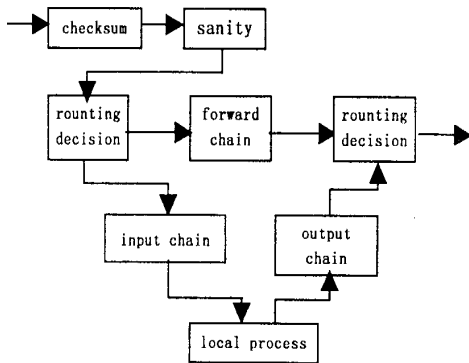 checksum
sanity
rounting
decision
forward
chain
rounting
decision
input chain
output
chain
local process